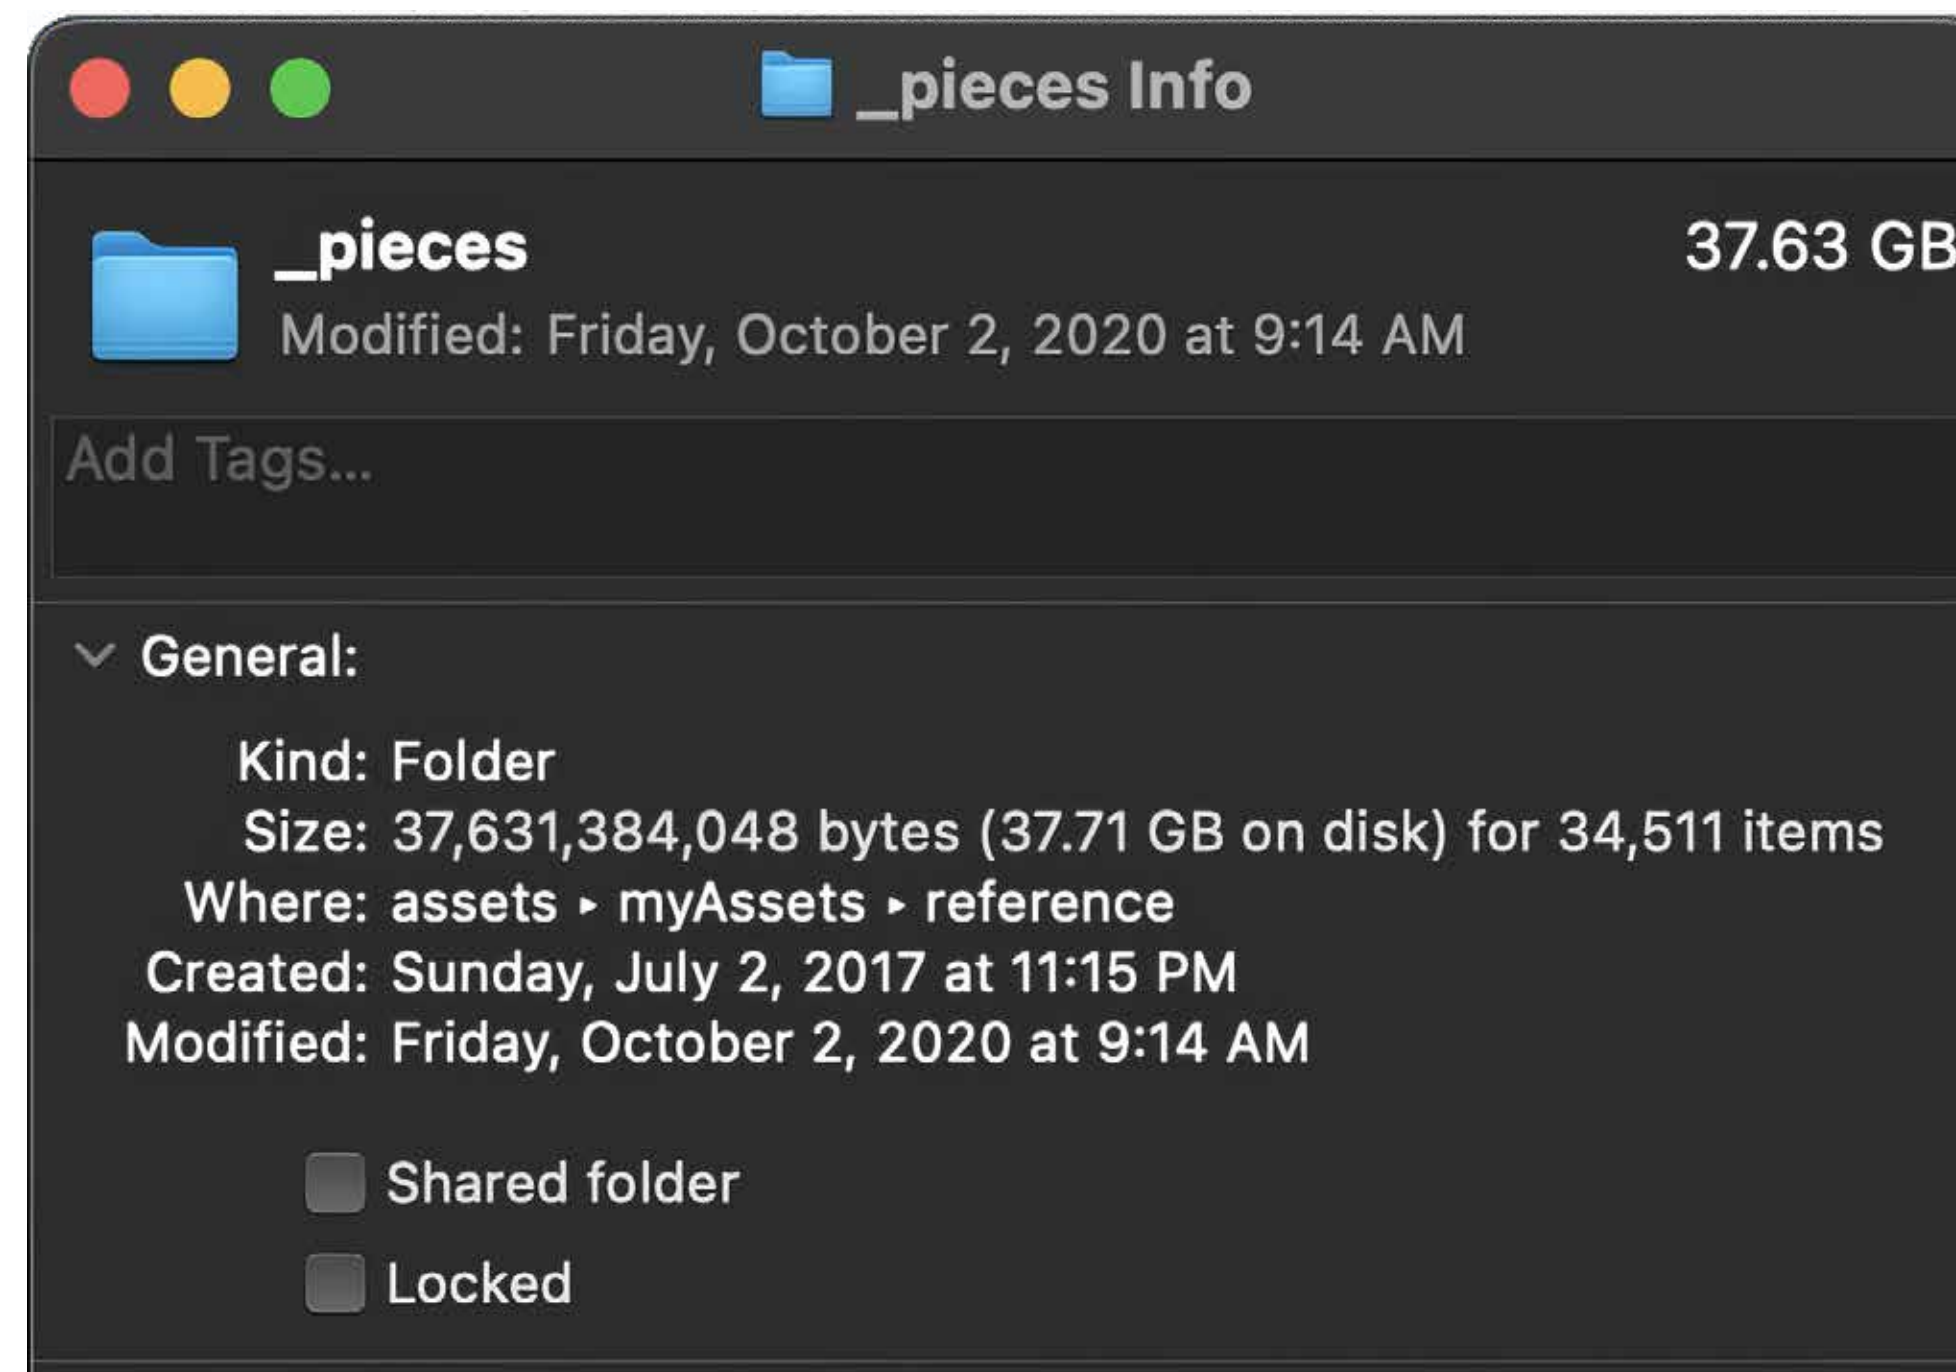 _pieces Info
_pieces
37.63 GB
Modified: Friday, October 2, 2020 at 9:14 AM
Add Tags...
General:
Kind: Folder
Size: 37,631,384,048 bytes (37.71 GB on disk) for 34,511 items
Where: assets ▸ myAssets ▸ reference
Created: Sunday, July 2, 2017 at 11:15 PM
Modified: Friday, October 2, 2020 at 9:14 AM
Shared folder
Locked